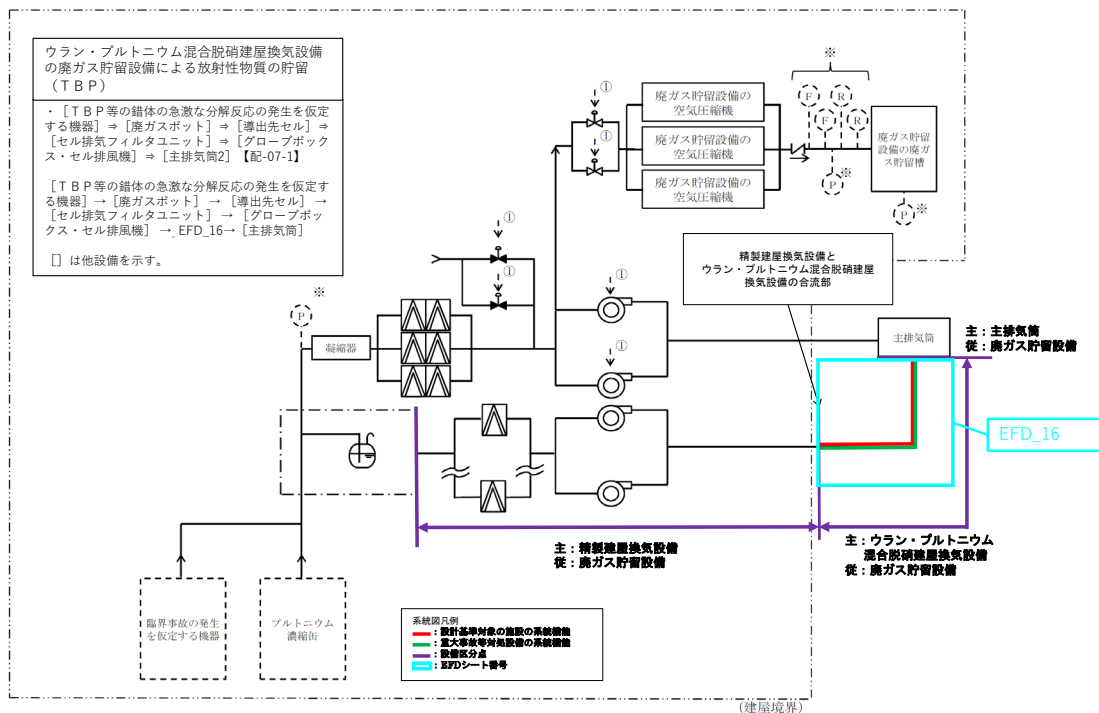 ウラン・プルトニウム混合脱硝建屋換気設備
の廃ガス貯留設備による放射性物質の貯留
（ＴＢＰ）
・［ＴＢＰ等の錯体の急激な分解反応の発生を仮定
する機器］⇒［廃ガスポット］⇒［導出先セル］⇒
［セル排気フィルタユニット］⇒［グローブボック
ス・セル排風機］⇒［主排気筒2］【配-07-1】
［ＴＢＰ等の錯体の急激な分解反応の発生を仮定す
る機器］→［廃ガスポット］→［導出先セル］→
［セル排気フィルタユニット］→［グローブボッ
クス・セル排風機］→ EFD_16→［主排気筒］
［］は他設備を示す。
※
①
F
R
F
R
廃ガス貯留設備の
空気圧縮機
①
廃ガス貯留設備の
空気圧縮機
廃ガス貯留設備の
空気圧縮機
廃ガス貯留
設備の廃ガ
ス貯留槽
※
P
※
P
①
①
精製建屋換気設備と
ウラン・プルトニウム混合脱硝建屋
換気設備の合流部
※
P
凝縮器
①
①
主排気筒
主：主排気筒
従：廃ガス貯留設備
EFD_16
主：精製建屋換気設備
従：廃ガス貯留設備
主：ウラン・プルトニウム
混合脱硝建屋換気設備
従：廃ガス貯留設備
臨界事故の発生
を仮定する機器
プルトニウム
濃縮缶
系統図凡例
：設計基準対象の施設の系統機能
：重大事故等対処設備の系統機能
：設備区分点
：EFDシート番号
(建屋境界)